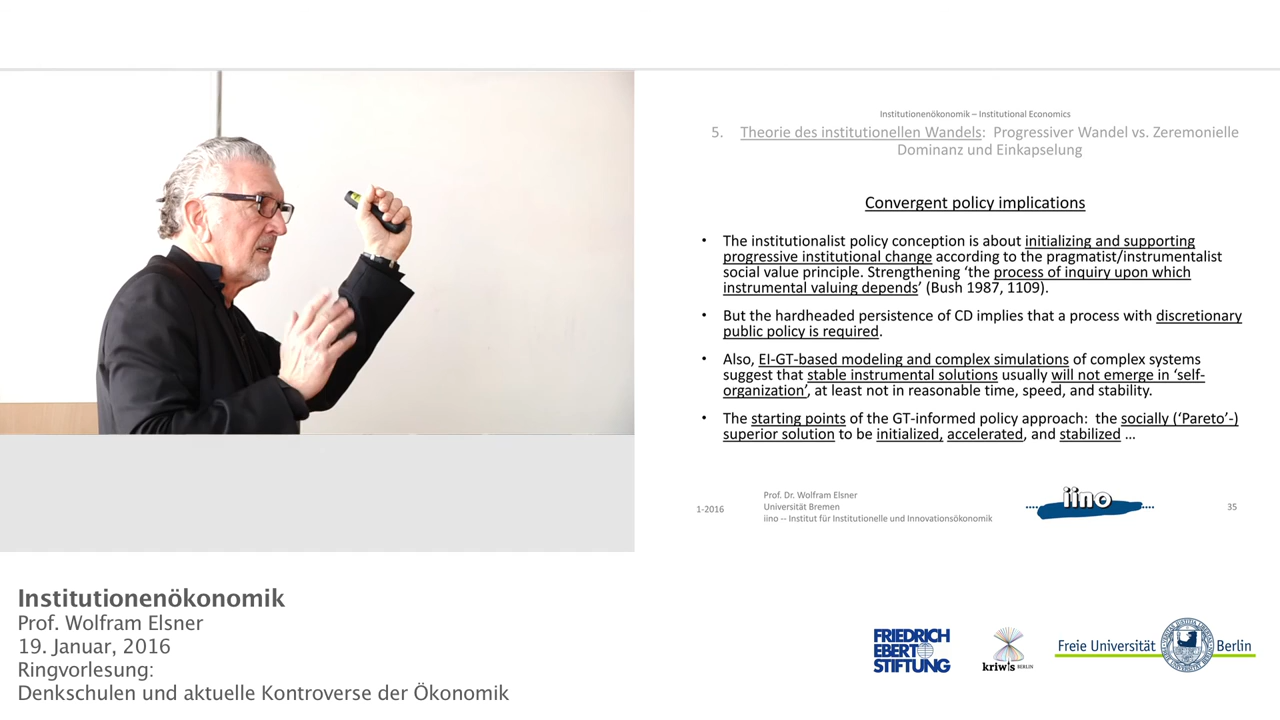 Institutionenökonomik – Institutional Economics
5. Theorie des institutionellen Wandels: Progressiver Wandel vs. Zeremonielle
Dominanz und Einkapselung
Convergent policy implications
• The institutionalist policy conception is about initializing and supporting
progressive institutional change according to the pragmatist/instrumentalist
social value principle. Strengthening ‘the process of inquiry upon which
instrumental valuing depends’ (Bush 1987, 1109).
• But the hardheaded persistence of CD implies that a process with discretionary
public policy is required.
• Also, EI-GT-based modeling and complex simulations of complex systems
suggest that stable instrumental solutions usually will not emerge in ‘self-
organization’, at least not in reasonable time, speed, and stability.
• The starting points of the GT-informed policy approach: the socially (‘Pareto’-)
superior solution to be initialized, accelerated, and stabilized …
1-2016
Prof. Dr. Wolfram Elsner
Universität Bremen
iino -- Institut für Institutionelle und Innovationsökonomik
iino
35
Institutionenökonomik
Prof. Wolfram Elsner
19. Januar, 2016
Ringvorlesung:
Denkschulen und aktuelle Kontroverse der Ökonomik
FRIEDRICH
EBERT
STIFTUNG
kriwis BERLIN
Freie Universität Berlin